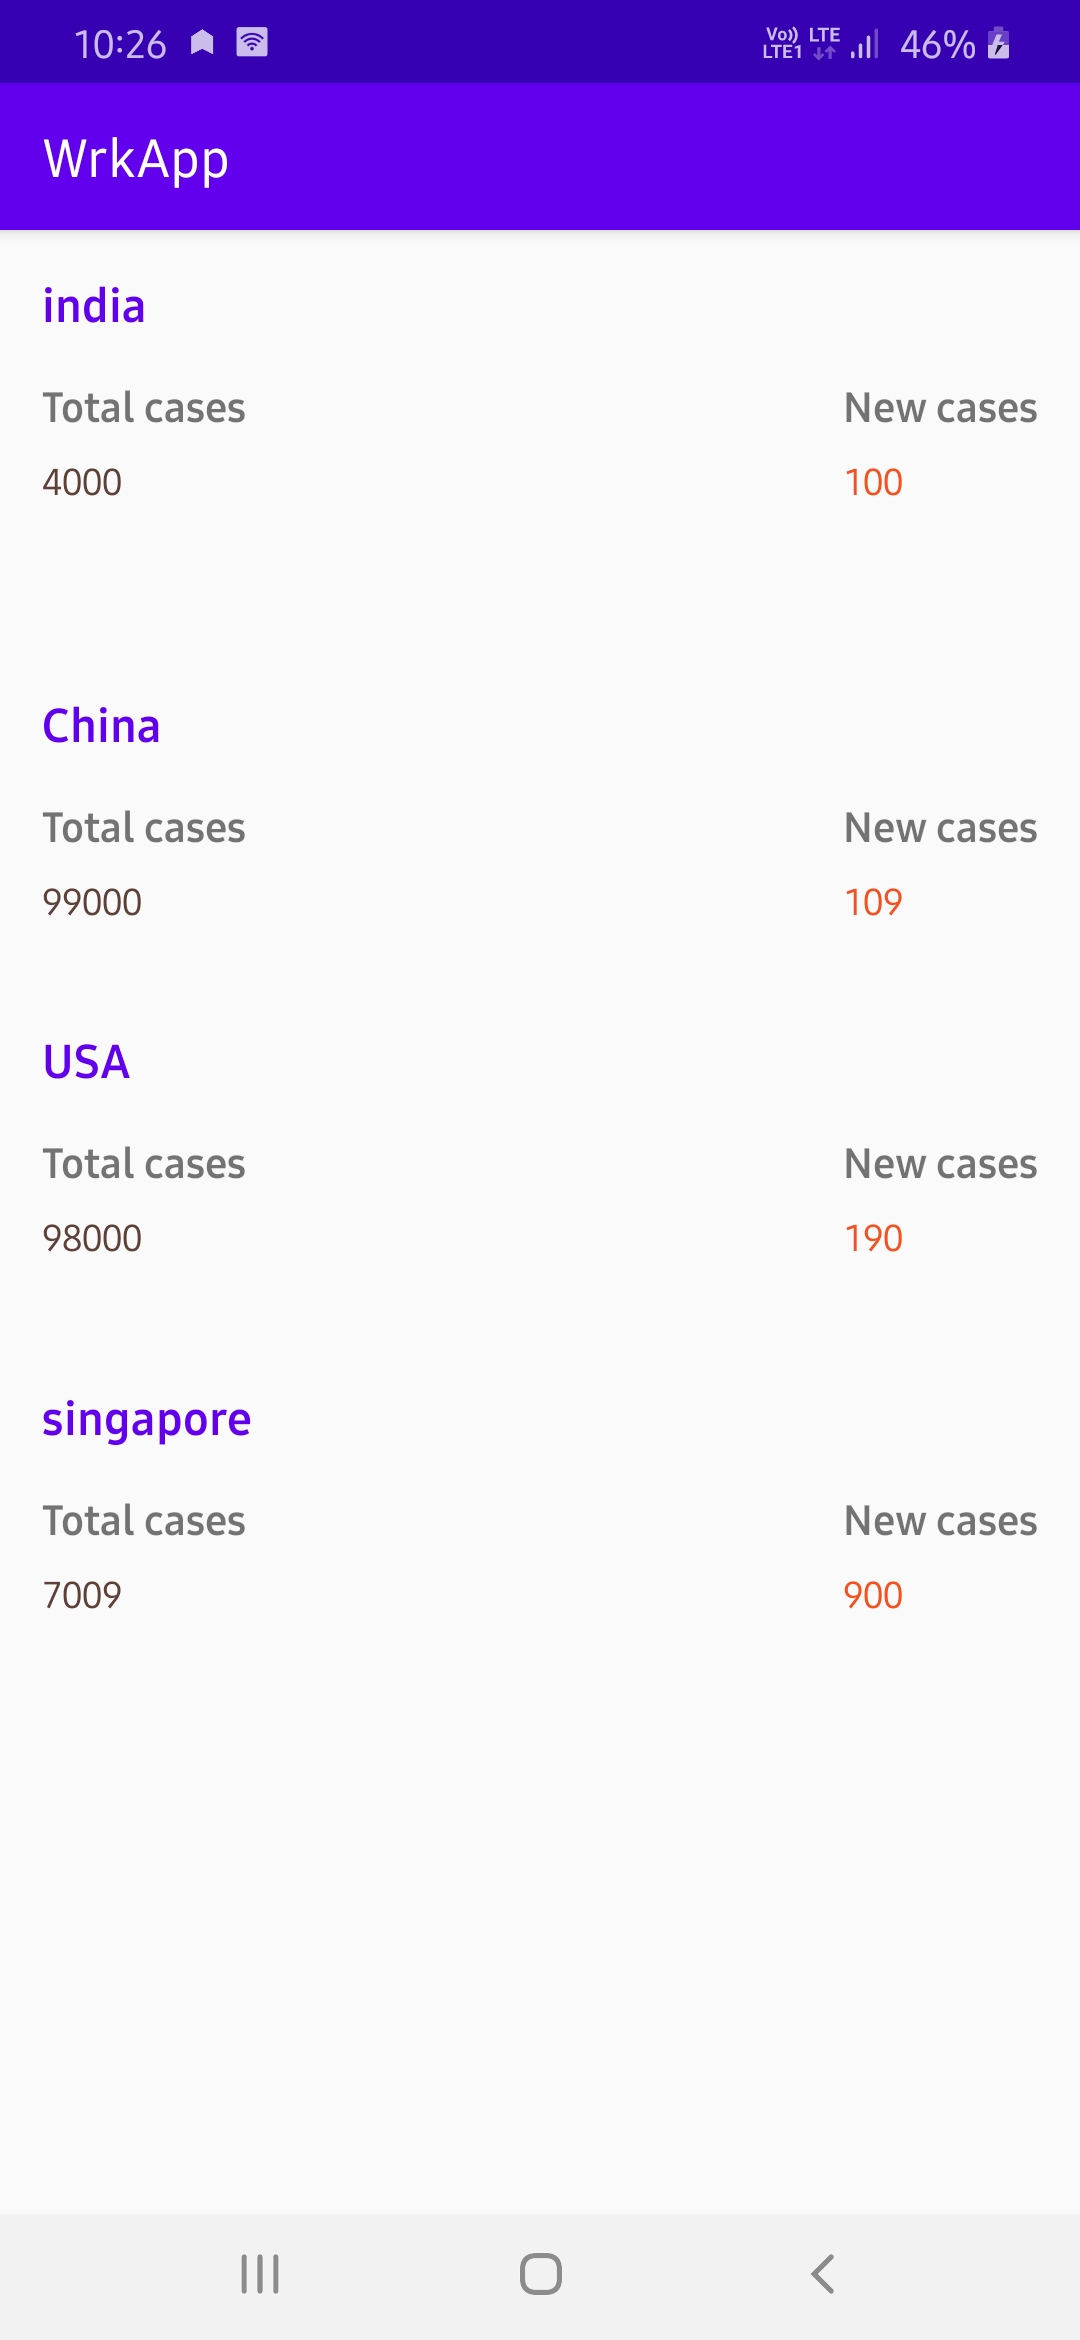 10:26 Vo)) LTE 46%
LTE1
WrkApp
india
Total cases New cases
4000 100
China
Total cases New cases
99000 109
USA
Total cases New cases
98000 190
singapore
Total cases New cases
7009 900